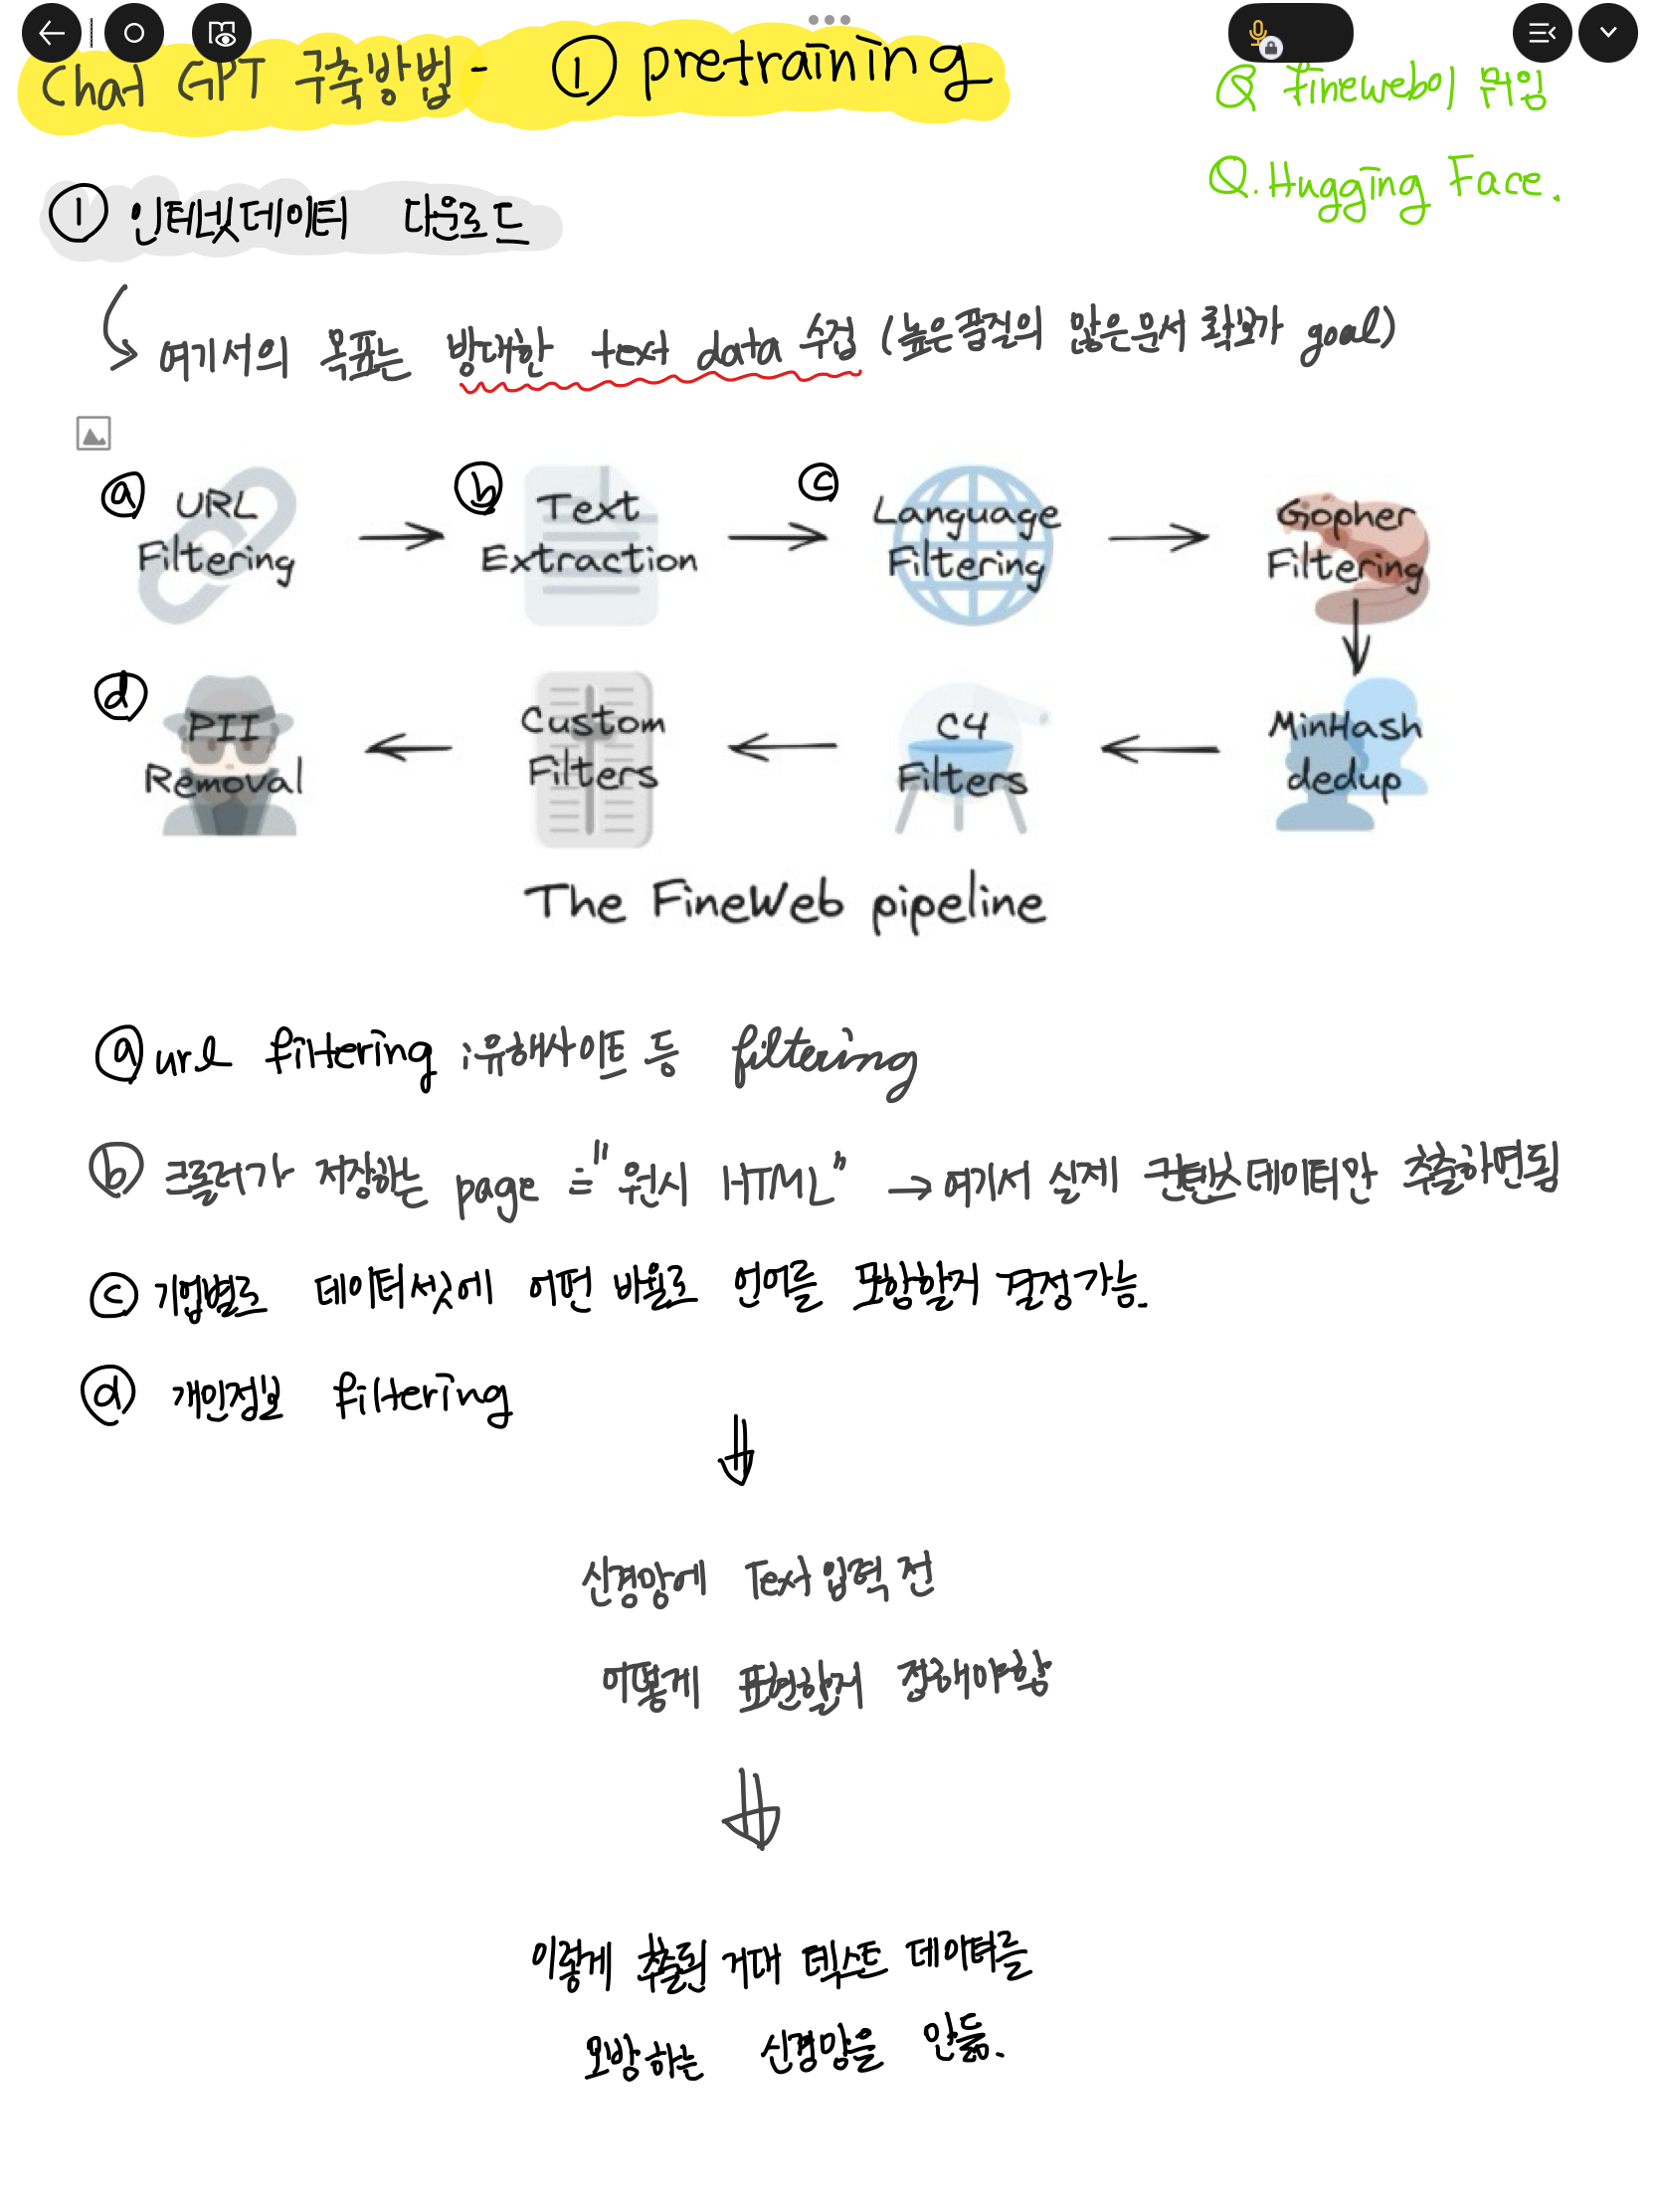 Chat GPT 구축방법 - ① pretraining
Q fineweb이 뭐임
Q. Hugging Face.
① 인터넷데이터 다운로드
여기서의 목표는 방대한 text data 수집 (높은품질의 많은문서 확보가 goal)
ⓐ URL Filtering → ⓑ Text Extraction → ⓒ Language Filtering → Gopher Filtering
ⓓ PII Removal ← Custom Filters ← C4 Filters ← MinHash dedup
The FineWeb pipeline
ⓐ url filtering : 유해사이트 등 filtering
ⓑ 크롤러가 저장하는 page = "원시 HTML" → 여기서 실제 컨텐츠데이터만 추출하면됨
ⓒ 기업별로 데이터셋에 어떤 비율로 언어를 포함할지 결정가능.
ⓓ 개인정보 filtering
⇓
신경망에 Text 입력 전
어떻게 표현할지 정해야함
⇓
이렇게 추출된 거대 텍스트 데이터를
모방하는 신경망을 만듦.